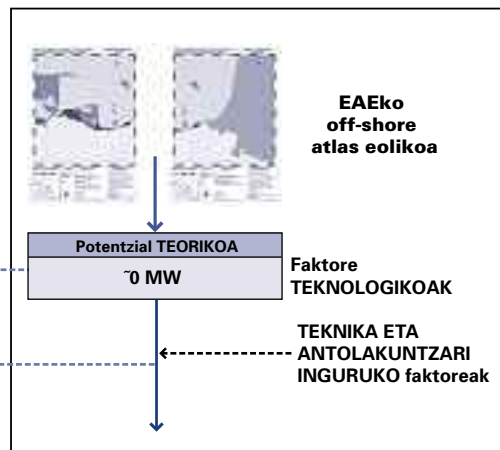 EAEko
off-shore
atlas eolikoa
Potentzial TEORIKOA
~0 MW
Faktore
TEKNOLOGIKOAK
TEKNIKA ETA
ANTOLAKUNTZARI
INGURUKO faktoreak